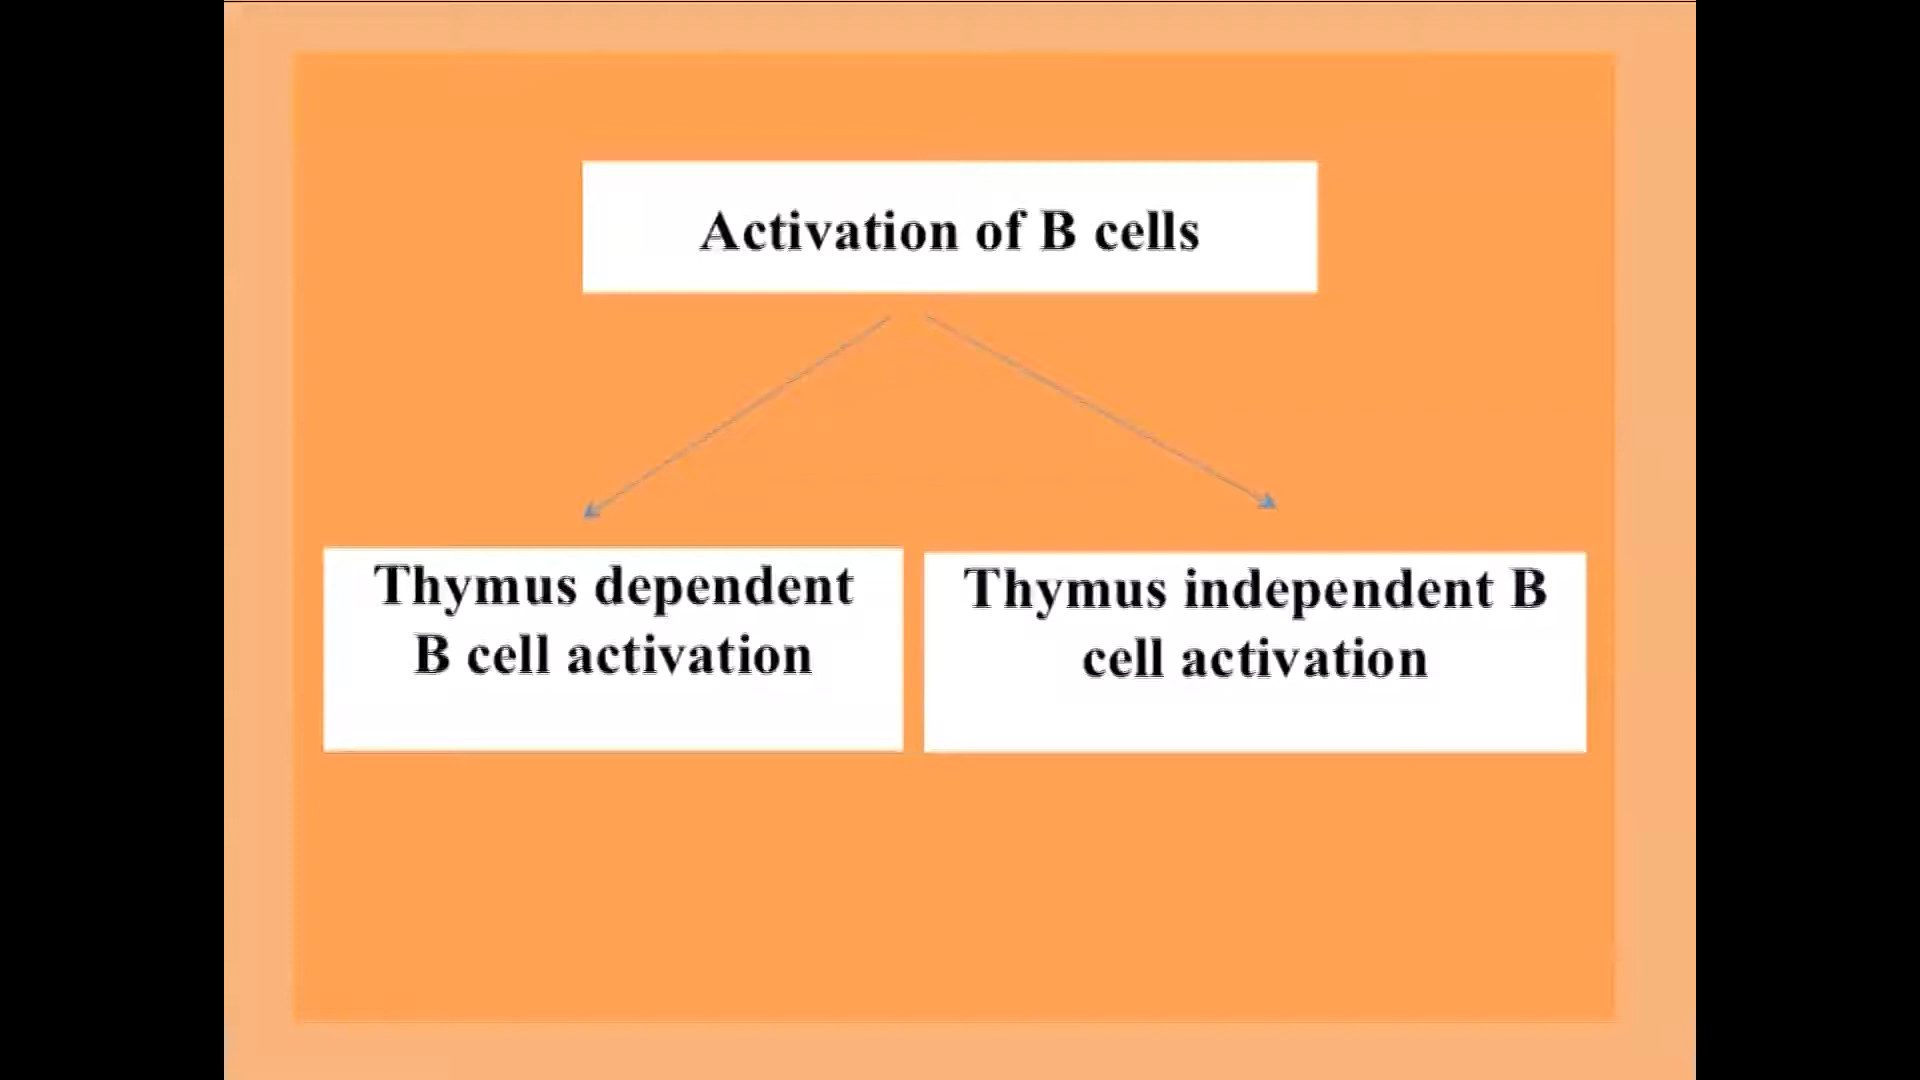 Activation of B cells
Thymus dependent
B cell activation
Thymus independent B
cell activation